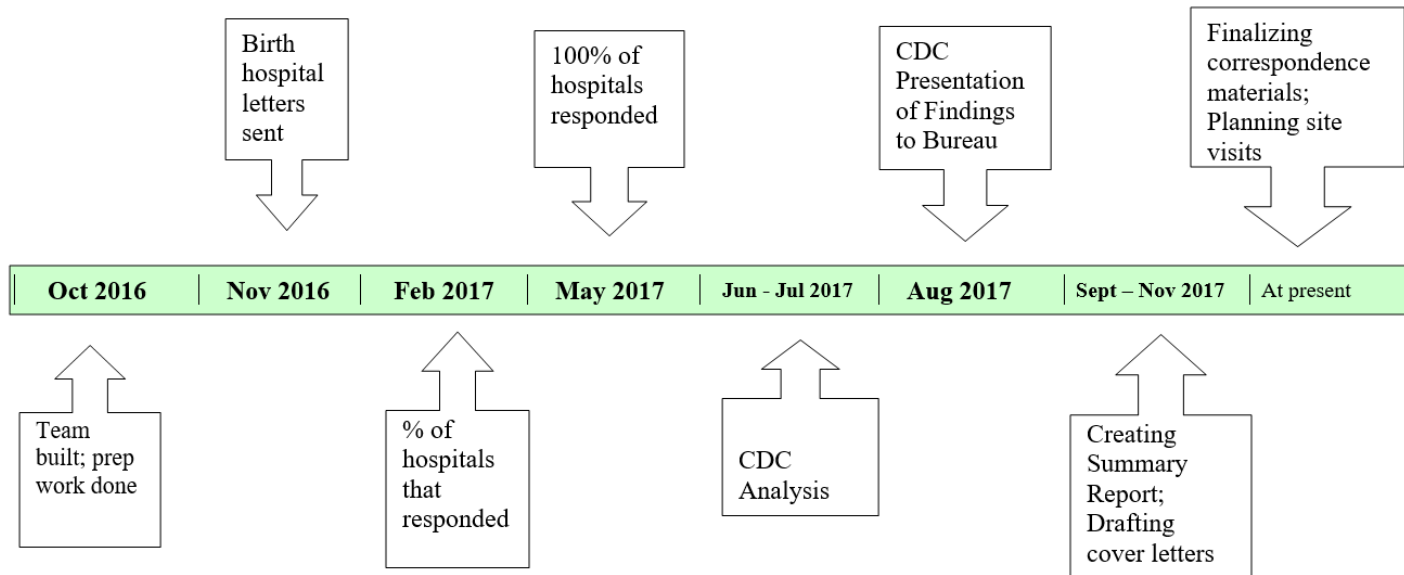 Birth
hospital
letters
sent
100% of
hospitals
responded
CDC
Presentation
of Findings
to Bureau
Finalizing
correspondence
materials;
Planning site
visits
Oct 2016
Nov 2016
Feb 2017
May 2017
Jun - Jul 2017
Aug 2017
Sept – Nov 2017
At present
Team
built; prep
work done
% of
hospitals
that
responded
CDC
Analysis
Creating
Summary
Report;
Drafting
cover letters